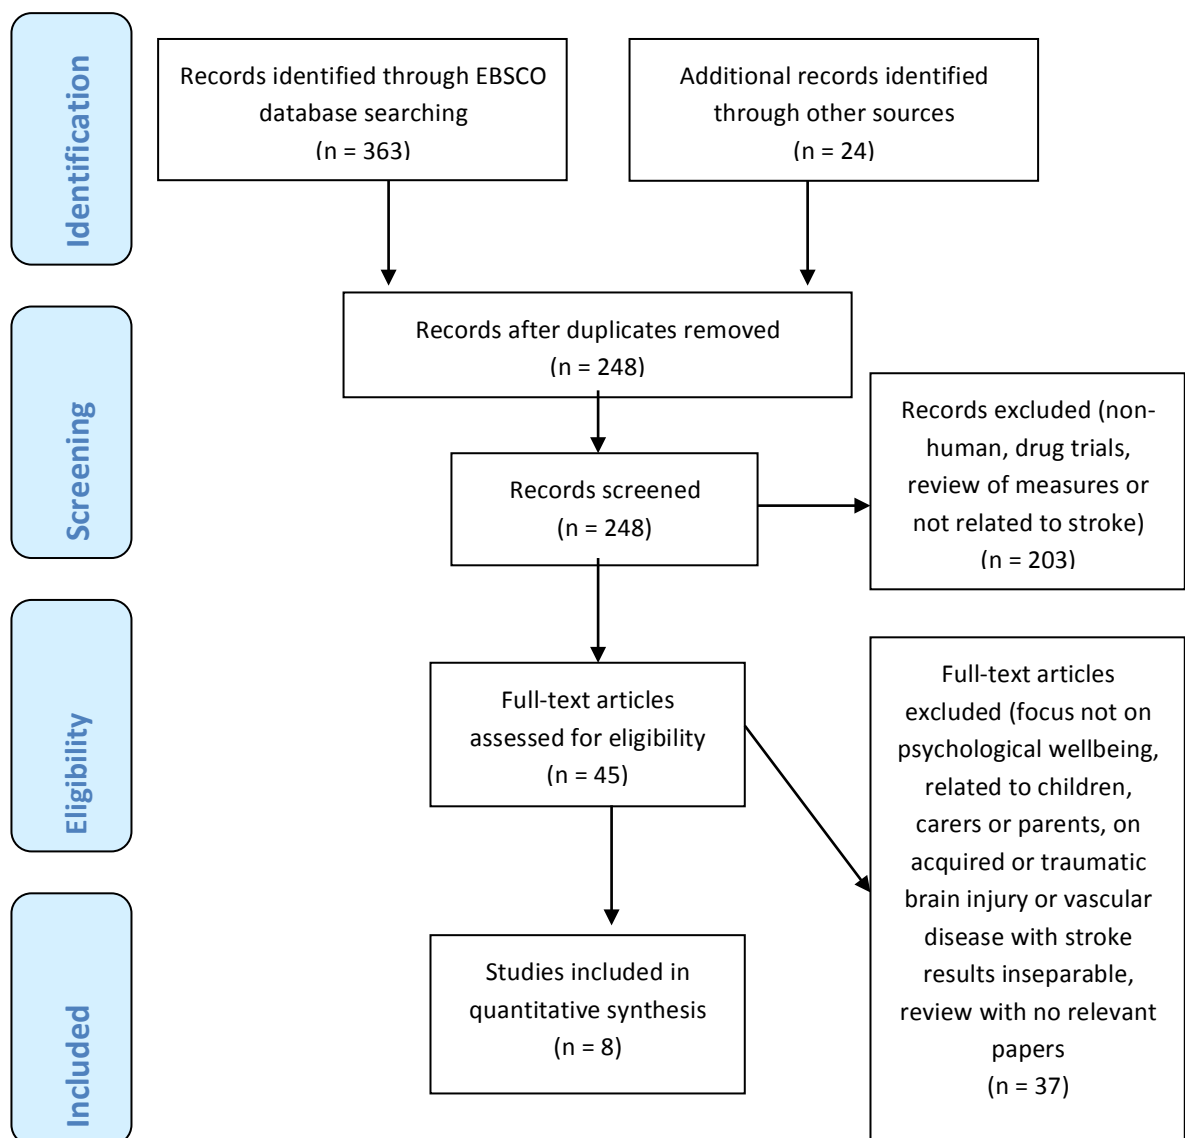 Identification
Records identified through EBSCO
database searching
(n = 363)
Additional records identified
through other sources
(n = 24)
Screening
Records after duplicates removed
(n = 248)
Records screened
(n = 248)
Records excluded (non-
human, drug trials,
review of measures or
not related to stroke)
(n = 203)
Eligibility
Full-text articles
assessed for eligibility
(n = 45)
Full-text articles
excluded (focus not on
psychological wellbeing,
related to children,
carers or parents, on
acquired or traumatic
brain injury or vascular
disease with stroke
results inseparable,
review with no relevant
papers
(n = 37)
Included
Studies included in
quantitative synthesis
(n = 8)